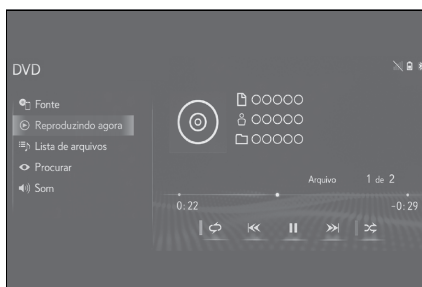 DVD
Fonte
Reproduzindo agora
Lista de arquivos
Procurar
Som
OOOOO
OOOOO
OOOOO
Arquivo 1 de 2
0:22 -0:29